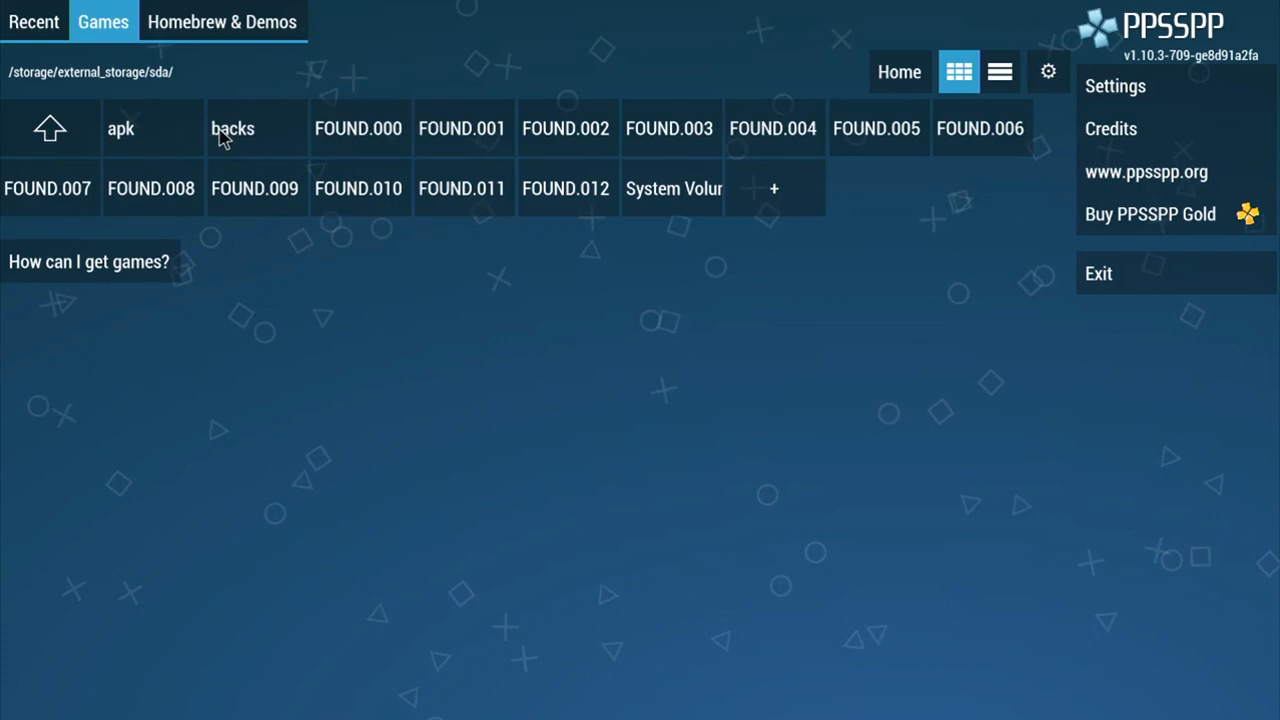 Recent Games Homebrew & Demos
PPSSPP
v1.10.3-709-ge8d91a2fa
/storage/external_storage/sda/ Home
Settings
apk backs FOUND.000 FOUND.001 FOUND.002 FOUND.003 FOUND.004 FOUND.005 FOUND.006
Credits
www.ppsspp.org
FOUND.007 FOUND.008 FOUND.009 FOUND.010 FOUND.011 FOUND.012 System Volur +
Buy PPSSPP Gold
How can I get games?
Exit